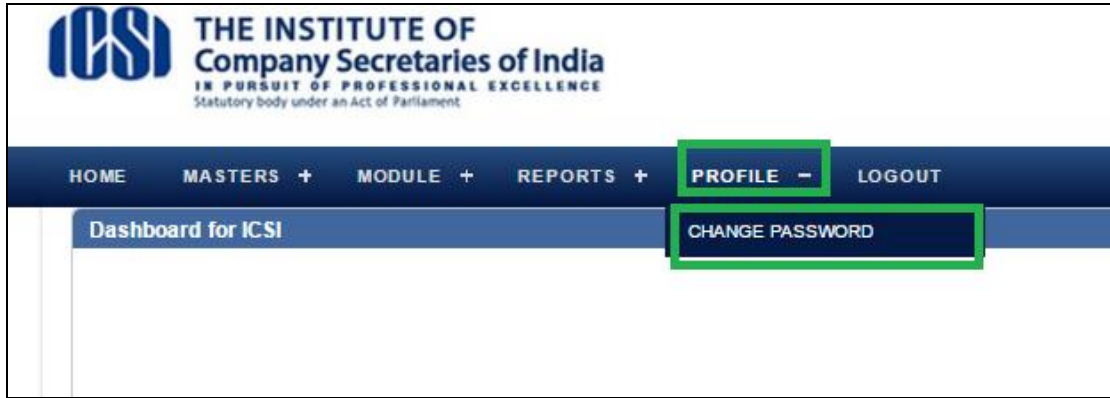 ICSI
THE INSTITUTE OF
Company Secretaries of India
IN PURSUIT OF PROFESSIONAL EXCELLENCE
Statutory body under an Act of Parliament
HOME MASTERS + MODULE + REPORTS + PROFILE − LOGOUT
Dashboard for ICSI
CHANGE PASSWORD